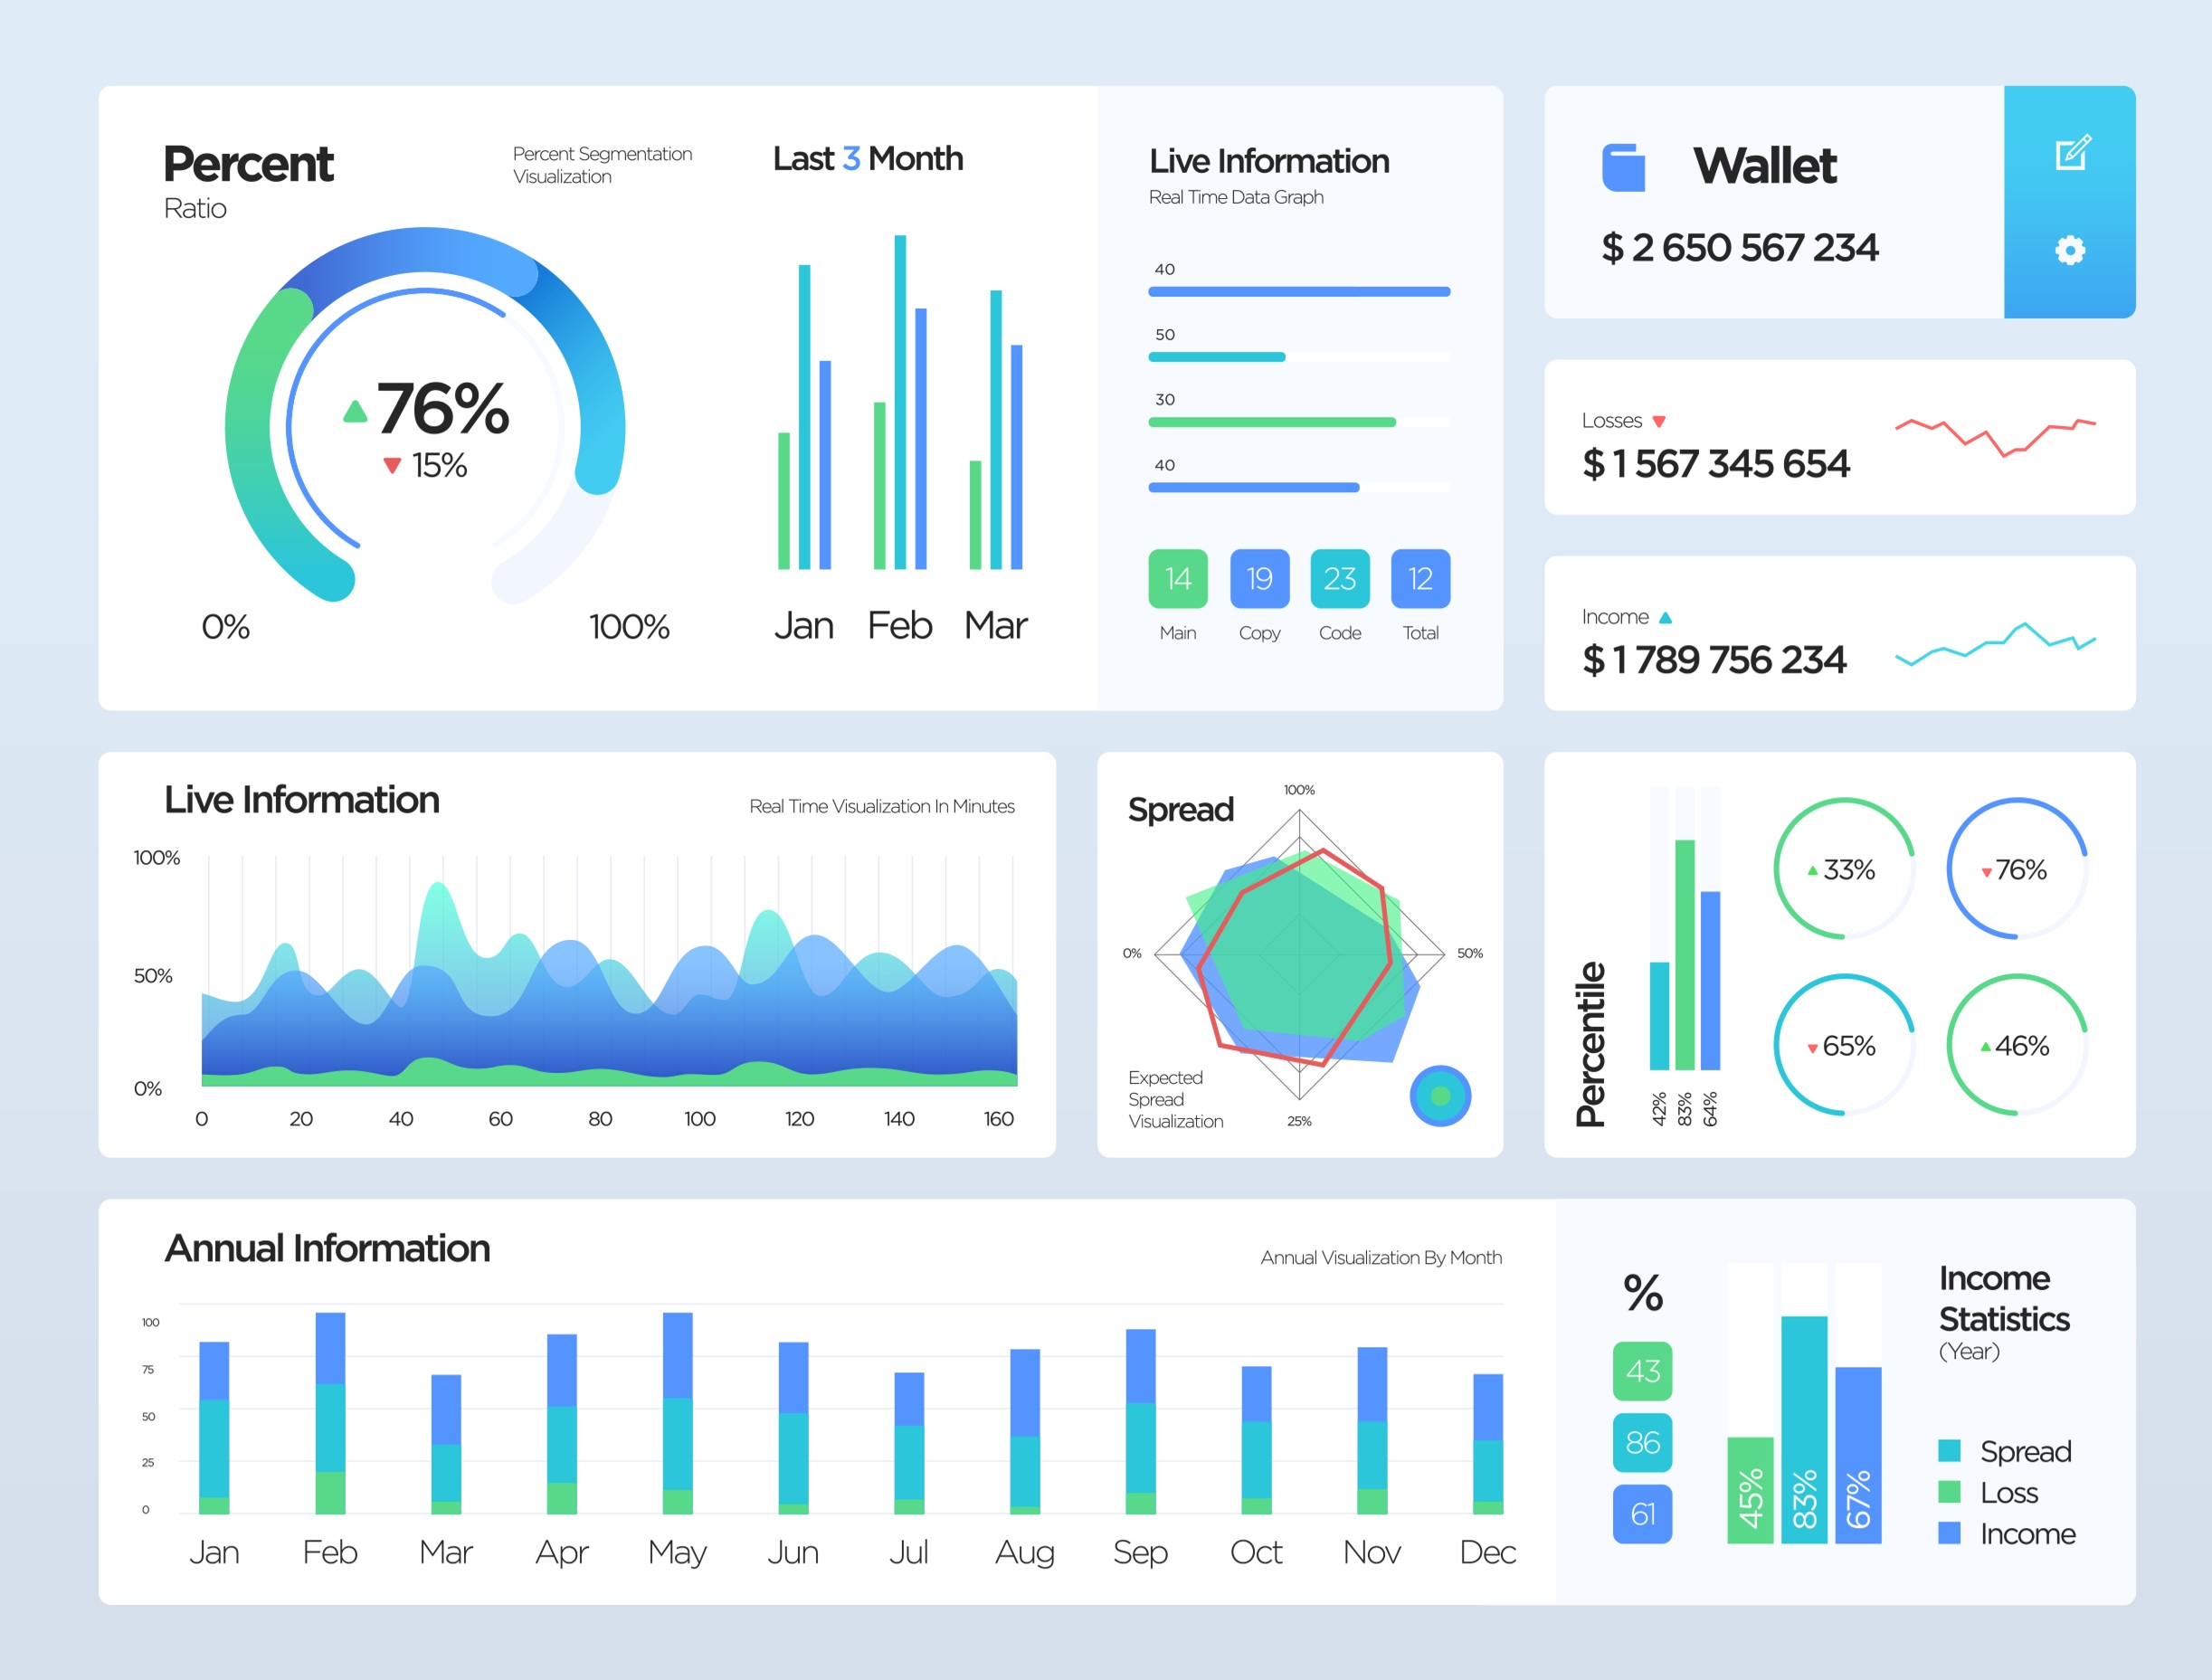 Percent
Ratio
Percent Segmentation
Visualization
76%
15%
0%
100%
Last 3 Month
Jan Feb Mar
Live Information
Real Time Data Graph
40
50
30
40
14 19 23 12
Main Copy Code Total
Wallet
$ 2 650 567 234
Losses
$ 1 567 345 654
Income
$ 1 789 756 234
Live Information
Real Time Visualization In Minutes
100%
50%
0%
0 20 40 60 80 100 120 140 160
Spread
100%
0%
50%
25%
Expected
Spread
Visualization
Percentile
42%
83%
64%
33%
76%
65%
46%
Annual Information
Annual Visualization By Month
100
75
50
25
0
Jan Feb Mar Apr May Jun Jul Aug Sep Oct Nov Dec
%
43
86
61
45%
83%
67%
Income
Statistics
(Year)
Spread
Loss
Income